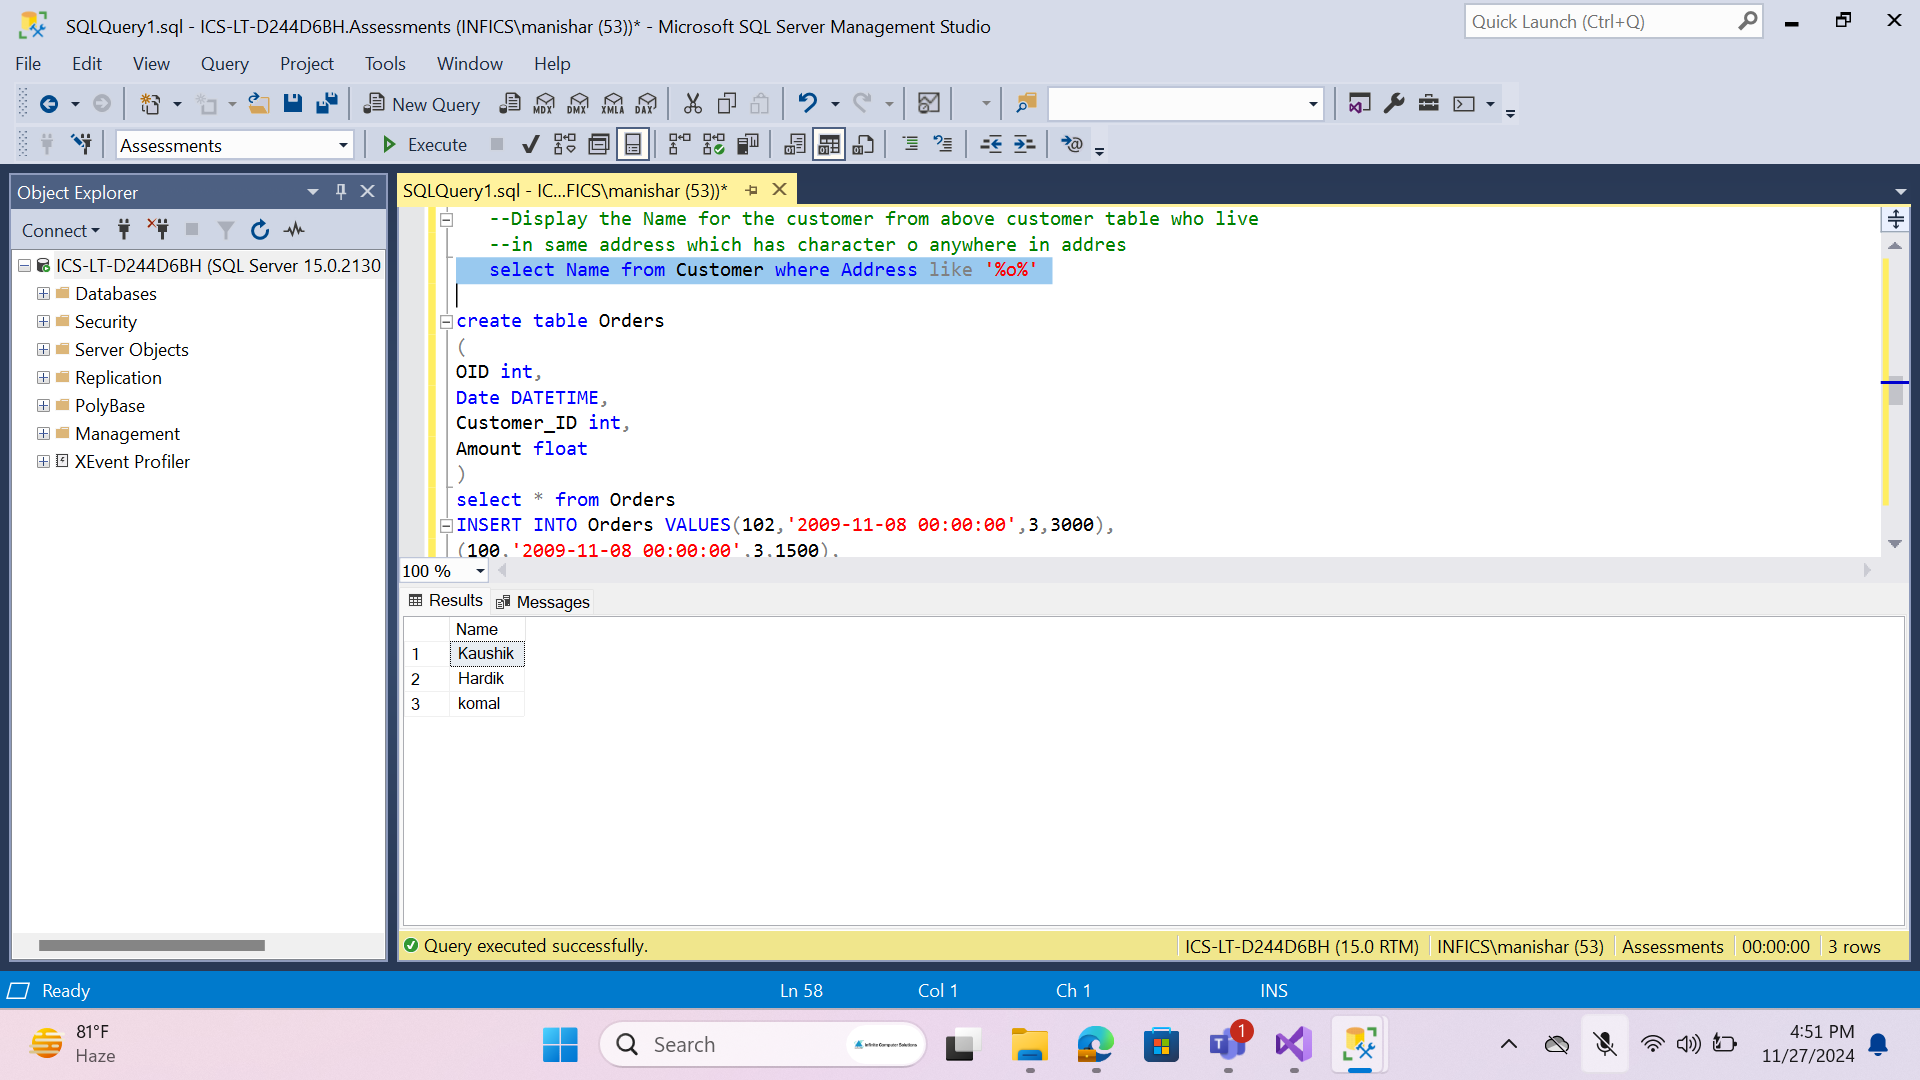 SQLQuery1.sql - ICS-LT-D244D6BH.Assessments (INFICS\manishar (53))* - Microsoft SQL Server Management Studio
Quick Launch (Ctrl+Q)
File Edit View Query Project Tools Window Help
New Query MDX DMX XMLA DAX
Assessments Execute
Object Explorer
SQLQuery1.sql - IC...FICS\manishar (53))*
Connect
ICS-LT-D244D6BH (SQL Server 15.0.2130
Databases
Security
Server Objects
Replication
PolyBase
Management
XEvent Profiler
--Display the Name for the customer from above customer table who live
--in same address which has character o anywhere in addres
select Name from Customer where Address like '%o%'
create table Orders
(
OID int,
Date DATETIME,
Customer_ID int,
Amount float
)
select * from Orders
INSERT INTO Orders VALUES(102,'2009-11-08 00:00:00',3,3000),
(100,'2009-11-08 00:00:00',3,1500),
100 %
Results Messages
Name
1 Kaushik
2 Hardik
3 komal
Query executed successfully. ICS-LT-D244D6BH (15.0 RTM) INFICS\manishar (53) Assessments 00:00:00 3 rows
Ready Ln 58 Col 1 Ch 1 INS
81°F
Haze
Search
Infinite Computer Solutions
1
4:51 PM
11/27/2024